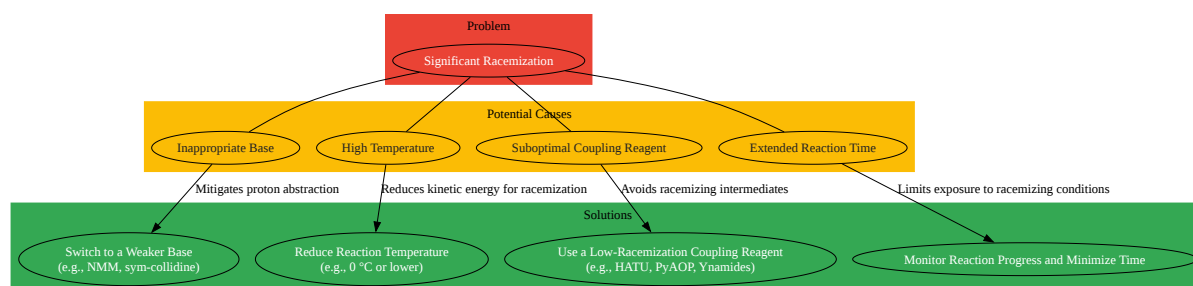 Problem
Significant Racemization
Potential Causes
Inappropriate Base
High Temperature
Suboptimal Coupling Reagent
Extended Reaction Time
Mitigates proton abstraction
Reduces kinetic energy for racemization
Avoids racemizing intermediates
Limits exposure to racemizing conditions
Solutions
Switch to a Weaker Base
(e.g., NMM, sym-collidine)
Reduce Reaction Temperature
(e.g., 0 °C or lower)
Use a Low-Racemization Coupling Reagent
(e.g., HATU, PyAOP, Ynamides)
Monitor Reaction Progress and Minimize Time